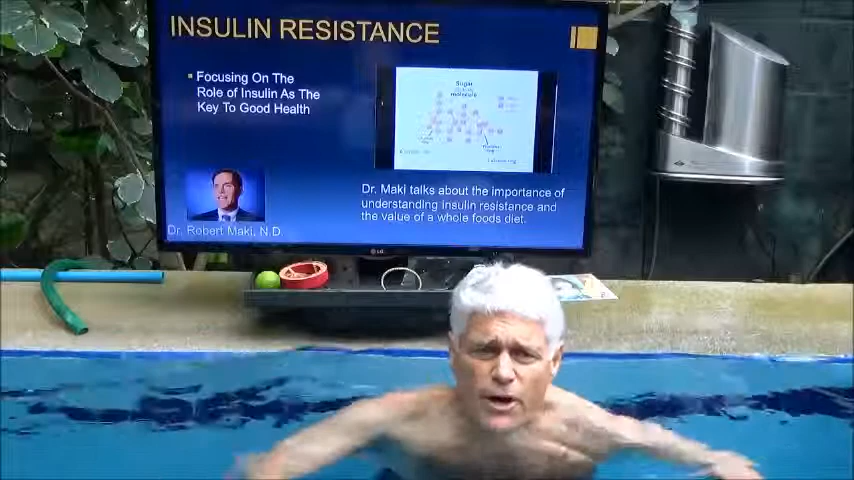 INSULIN RESISTANCE
Focusing On The
Role of Insulin As The
Key To Good Health
Sugar
molecule
Dr. Maki talks about the importance of
understanding insulin resistance and
the value of a whole foods diet.
Dr. Robert Maki, N.D.
LG